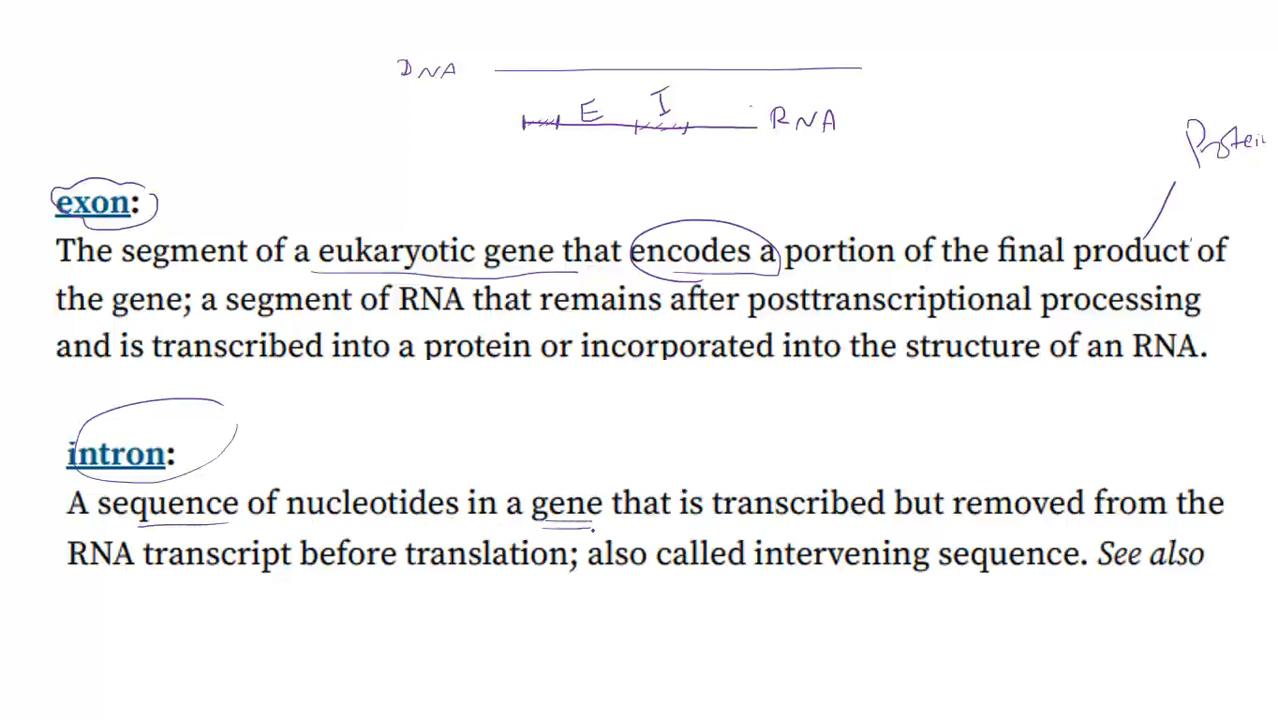 DNA
E I RNA
Protein
exon:
The segment of a eukaryotic gene that encodes a portion of the final product of
the gene; a segment of RNA that remains after posttranscriptional processing
and is transcribed into a protein or incorporated into the structure of an RNA.
intron:
A sequence of nucleotides in a gene that is transcribed but removed from the
RNA transcript before translation; also called intervening sequence. See also